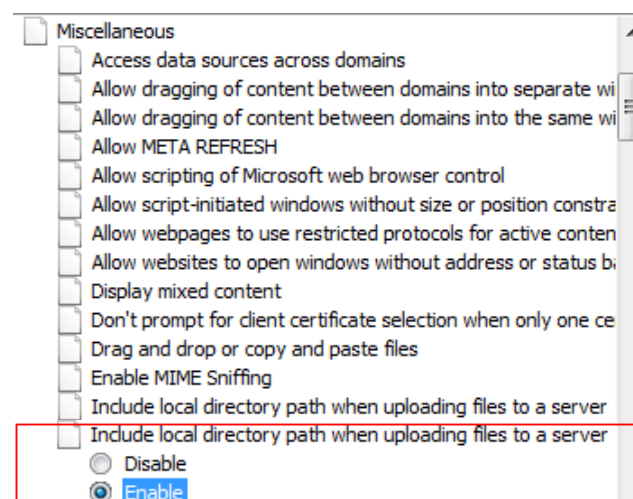 Miscellaneous
Access data sources across domains
Allow dragging of content between domains into separate wi
Allow dragging of content between domains into the same wi
Allow META REFRESH
Allow scripting of Microsoft web browser control
Allow script-initiated windows without size or position constra
Allow webpages to use restricted protocols for active conten
Allow websites to open windows without address or status ba
Display mixed content
Don't prompt for client certificate selection when only one ce
Drag and drop or copy and paste files
Enable MIME Sniffing
Include local directory path when uploading files to a server
Include local directory path when uploading files to a server
Disable
Enable